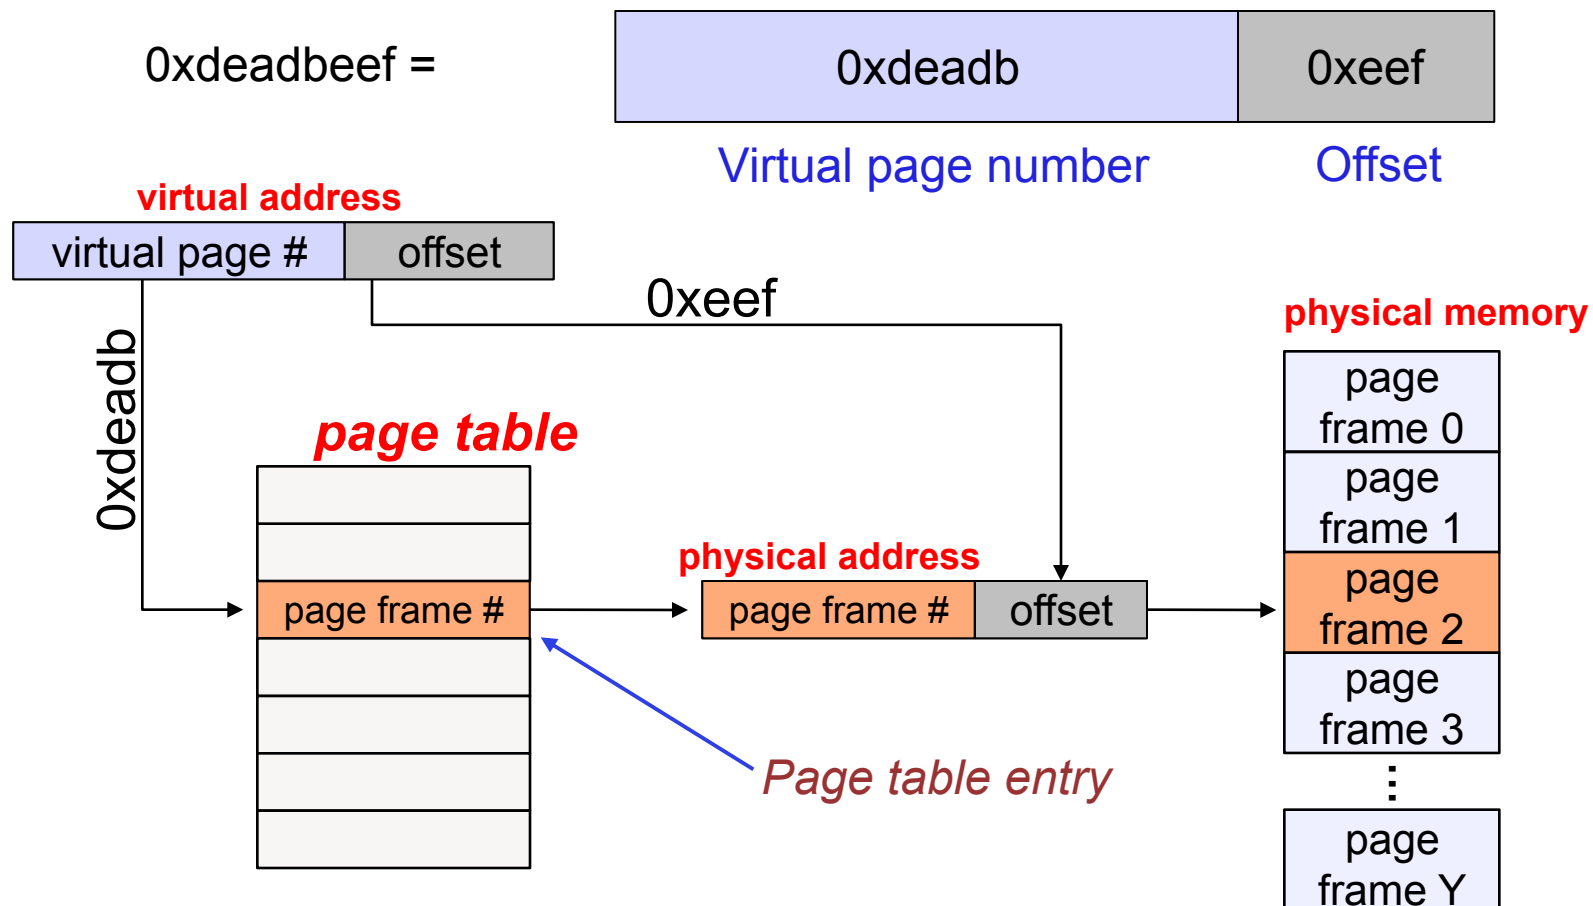 0xdeadbeef =
0xdeadb
0xeef
Virtual page number
Offset
virtual address
virtual page #
offset
0xeef
0xdeadb
physical memory
page
frame 0
page
frame 1
page
frame 2
page
frame 3
...
page
frame Y
page table
page frame #
physical address
page frame #
offset
Page table entry